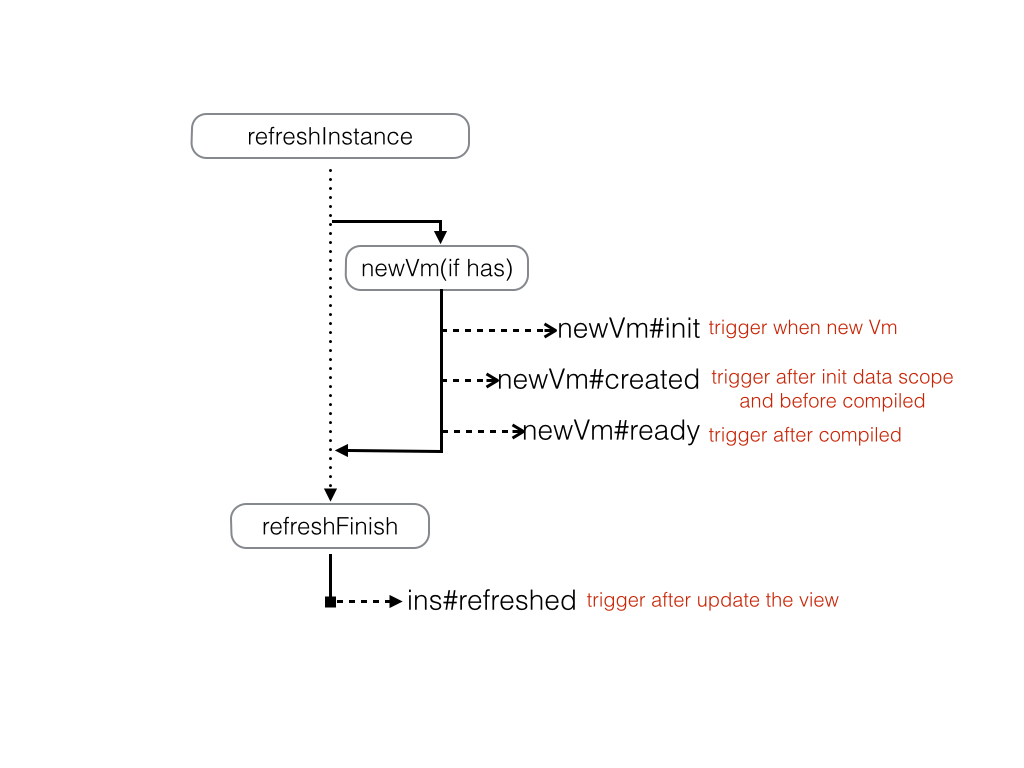 refreshInstance
newVm(if has)
newVm#init trigger when new Vm
newVm#created trigger after init data scope
and before compiled
newVm#ready trigger after compiled
refreshFinish
ins#refreshed trigger after update the view